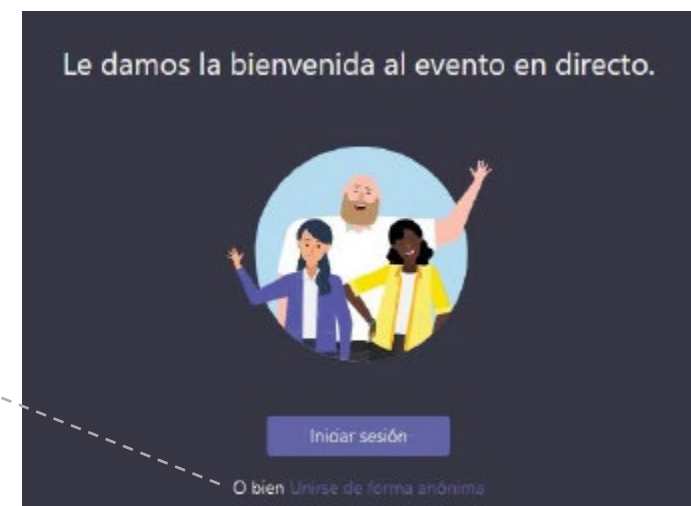 Le damos la bienvenida al evento en directo.
Iniciar sesión
O bien Unirse de forma anónima